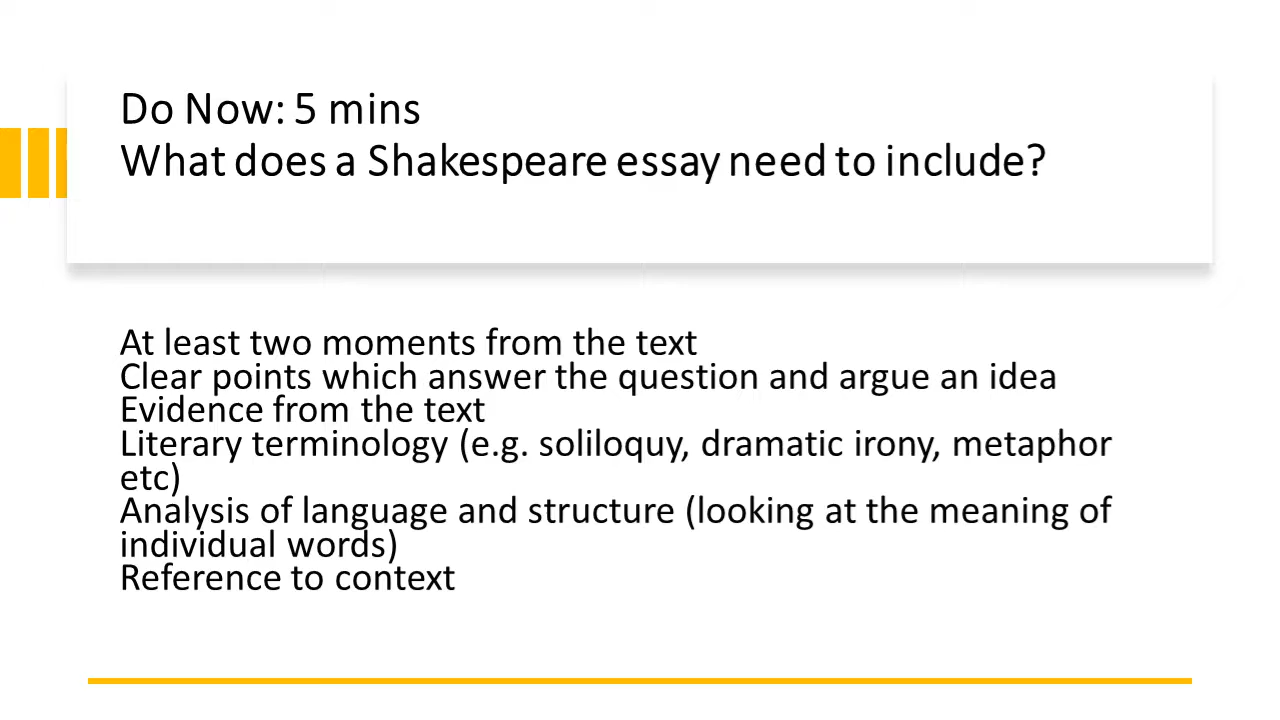 Do Now: 5 mins
What does a Shakespeare essay need to include?
At least two moments from the text
Clear points which answer the question and argue an idea
Evidence from the text
Literary terminology (e.g. soliloquy, dramatic irony, metaphor
etc)
Analysis of language and structure (looking at the meaning of
individual words)
Reference to context